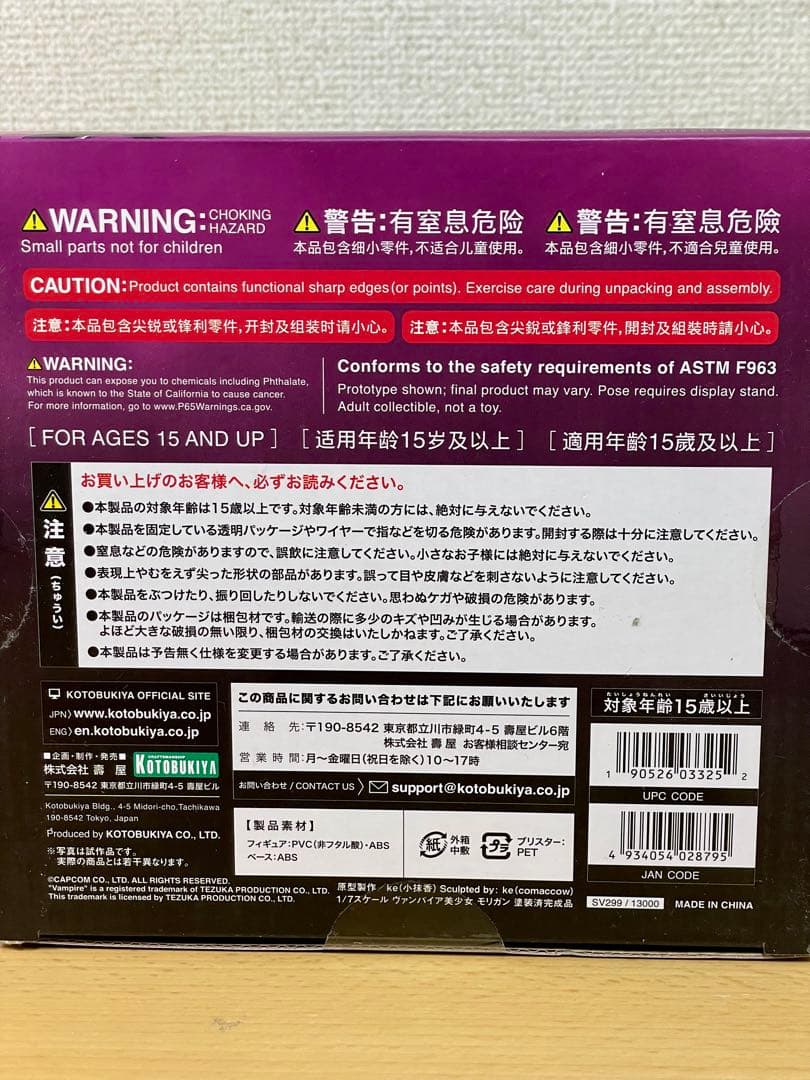 WARNING: CHOKING HAZARD
Small parts not for children
警告:有窒息危险
本品包含细小零件,不适合儿童使用。
警告:有窒息危險
本品包含細小零件,不適合兒童使用。
CAUTION: Product contains functional sharp edges (or points). Exercise care during unpacking and assembly.
注意:本品包含尖锐或锋利零件,开封及组装时请小心。
注意:本品包含尖銳或鋒利零件,開封及組裝時請小心。
WARNING:
This product can expose you to chemicals including Phthalate,
which is known to the State of California to cause cancer.
For more information, go to www.P65Warnings.ca.gov.
Conforms to the safety requirements of ASTM F963
Prototype shown; final product may vary. Pose requires display stand.
Adult collectible, not a toy.
[FOR AGES 15 AND UP] [适用年龄15岁及以上] [適用年齡15歲及以上]
注意(ちゅうい)
お買い上げのお客様へ、必ずお読みください。
●本製品の対象年齢は15歳以上です。対象年齢未満の方には、絶対に与えないでください。
●本製品を固定している透明パッケージやワイヤーで指などを切る危険があります。開封する際は十分に注意してください。
●窒息などの危険がありますので、誤飲に注意してください。小さなお子様には絶対に与えないでください。
●表現上やむをえず尖った形状の部品があります。誤って目や皮膚などを刺さないように注意してください。
●本製品をぶつけたり、振り回したりしないでください。思わぬケガや破損の危険があります。
●本製品のパッケージは梱包材です。輸送の際に多少のキズや凹みが生じる場合があります。
よほど大きな破損の無い限り、梱包材の交換はいたしかねます。ご了承ください。
●本製品は予告無く仕様を変更する場合があります。ご了承ください。
KOTOBUKIYA OFFICIAL SITE
JPN〉www.kotobukiya.co.jp
ENG〉en.kotobukiya.co.jp
■企画・制作・発売■
株式会社 壽 屋
CRAFTSMANSHIP
KOTOBUKIYA
〒190-8542 東京都立川市緑町4-5 壽屋ビル
Kotobukiya Bldg., 4-5 Midori-cho,Tachikawa
190-8542 Tokyo, Japan
Produced by KOTOBUKIYA CO., LTD.
※写真は試作品です。
実際の商品とは若干異なります。
この商品に関するお問い合わせは下記にお願いいたします
連絡先:〒190-8542 東京都立川市緑町4-5 壽屋ビル6階
株式会社 壽 屋 お客様相談センター宛
営業時間:月〜金曜日(祝日を除く)10〜17時
お問い合わせ / CONTACT US 〉 support@kotobukiya.co.jp
【製品素材】
フィギュア:PVC(非フタル酸)・ABS
ベース:ABS
紙 外箱 中敷
プラ ブリスター: PET
たいしょうねんれい さいいじょう
対象年齢15歳以上
1 90526 03325 2
UPC CODE
4 934054 028795
JAN CODE
©CAPCOM CO., LTD. ALL RIGHTS RESERVED.
"Vampire" is a registered trademark of TEZUKA PRODUCTION CO., LTD.
This trademark is licensed by TEZUKA PRODUCTION CO., LTD.
原型製作/ke(小抹香) Sculpted by: ke(comaccow)
1/7スケール ヴァンパイア美少女 モリガン 塗装済完成品
SV299 / 13000
MADE IN CHINA